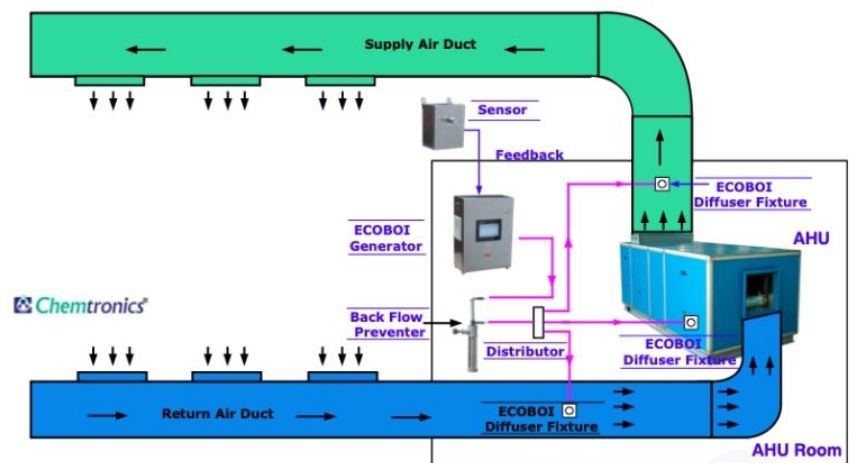 Supply Air Duct
Sensor
Feedback
ECOBOI
Diffuser Fixture
ECOBOI
Generator
AHU
Chemtronics®
Back Flow
Preventer
Distributor
ECOBOI
Diffuser Fixture
Return Air Duct
ECOBOI
Diffuser Fixture
AHU Room